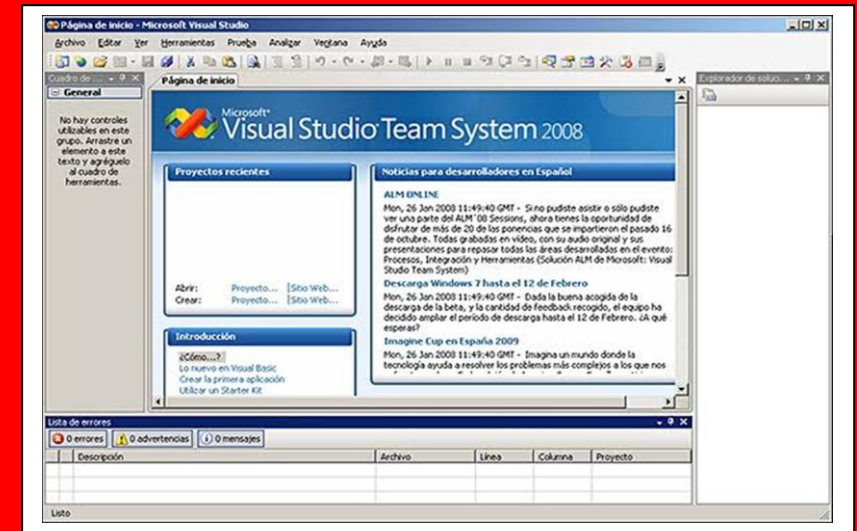 Página de inicio - Microsoft Visual Studio
Archivo Editar Ver Herramientas Prueba Analizar Ventana Ayuda
Cuadro de ...
Página de inicio
Explorador de soluc...
General
No hay controles
utilizables en este
grupo. Arrastre un
elemento a este
texto y agréguelo
al cuadro de
herramientas.
Microsoft®
Visual Studio Team System 2008
Proyectos recientes
Abrir: Proyecto... |Sitio Web...
Crear: Proyecto... |Sitio Web...
Introducción
¿Cómo...?
Lo nuevo en Visual Basic
Crear la primera aplicación
Utilizar un Starter Kit
Noticias para desarrolladores en Español
ALM ONLINE
Mon, 26 Jan 2008 11:49:40 GMT - Si no pudiste asistir o sólo pudiste
ver una parte del ALM´08 Sessions, ahora tienes la oportunidad de
disfrutar de más de 20 de las ponencias que se impartieron el pasado 16
de octubre. Todas grabadas en vídeo, con su audio original y sus
presentaciones para repasar todas las áreas desarrolladas en el evento:
Procesos, Integración y Herramientas (Solución ALM de Microsoft: Visual
Studio Team System)
Descarga Windows 7 hasta el 12 de Febrero
Mon, 26 Jan 2008 11:49:40 GMT - Dada la buena acogida de la
descarga de la beta, y la cantidad de feedback recogido, el equipo ha
decidido ampliar el período de descarga hasta el 12 de Febrero. ¿A qué
esperas?
Imagine Cup en España 2009
Mon, 26 Jan 2008 11:49:40 GMT - Imagina un mundo donde la
tecnología ayuda a resolver los problemas más complejos a los que nos
Lista de errores
0 errores 0 advertencias 0 mensajes
Descripción Archivo Línea Columna Proyecto
Listo